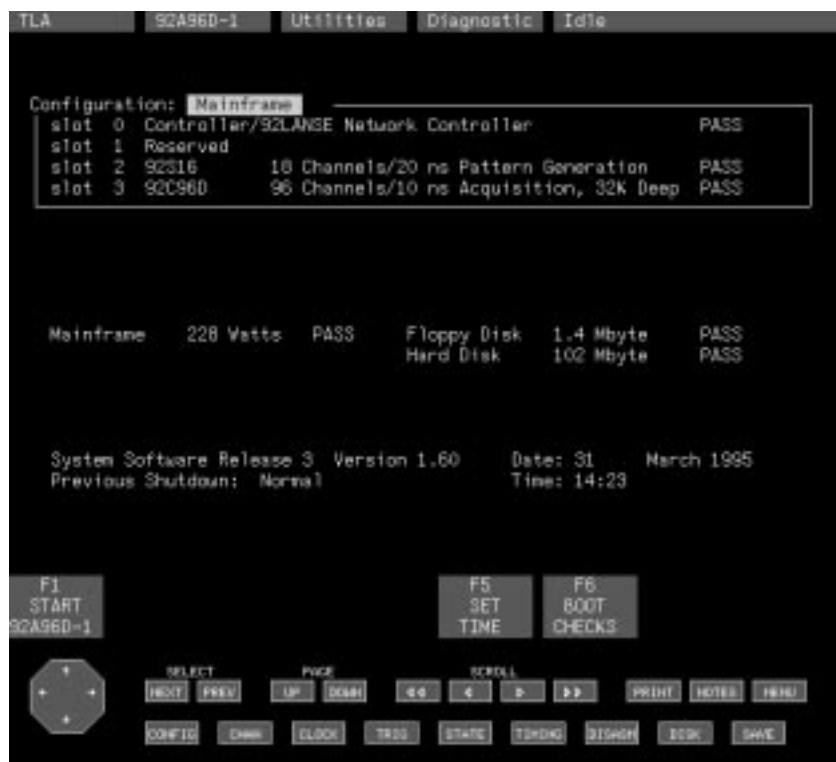 TLA 92A96D-1 Utilities Diagnostic Idle
Configuration: Mainframe
slot 0 Controller/92LANSE Network Controller PASS
slot 1 Reserved
slot 2 92S16 18 Channels/20 ns Pattern Generation PASS
slot 3 92C96D 96 Channels/10 ns Acquisition, 32K Deep PASS
Mainframe 228 Watts PASS Floppy Disk 1.4 Mbyte PASS
Hard Disk 102 Mbyte PASS
System Software Release 3 Version 1.60 Date: 31 March 1995
Previous Shutdown: Normal Time: 14:23
F1 F5 F6
START SET BOOT
92A96D-1 TIME CHECKS
SELECT PAGE SCROLL
NEXT PREV UP DOWN PRINT NOTES MENU
CONFIG CHAN CLOCK TRIG STATE TIMING DISASM DISK SAVE